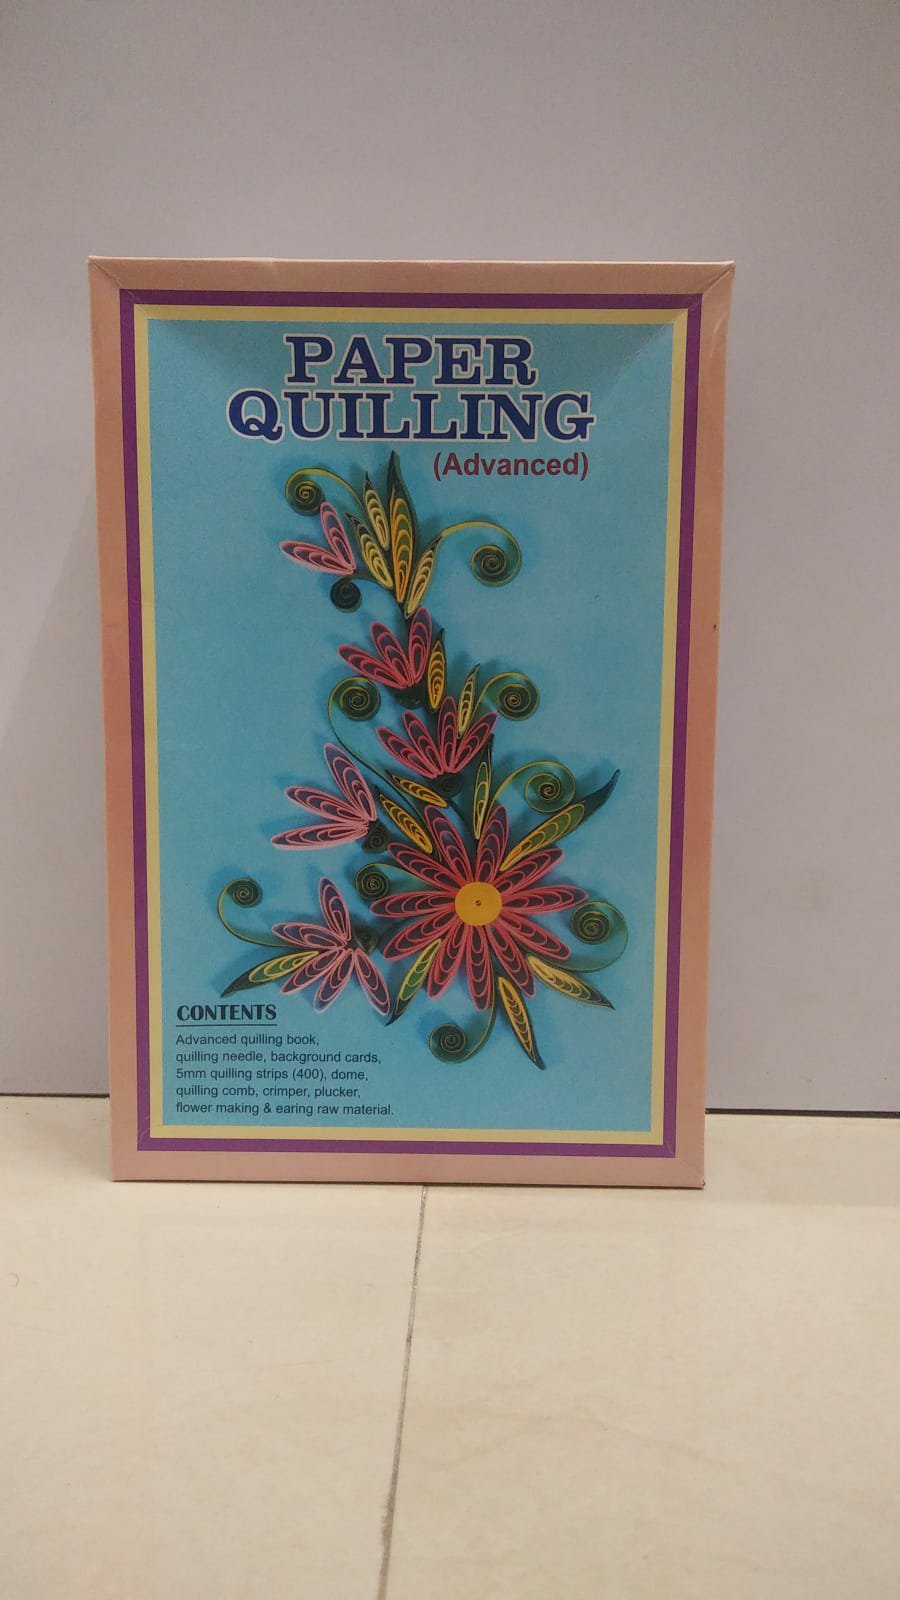 PAPER
QUILLING
(Advanced)
CONTENTS
Advanced quilling book,
quilling needle, background cards,
5mm quilling strips (400), dome,
quilling comb, crimper, plucker,
flower making & earing raw material.